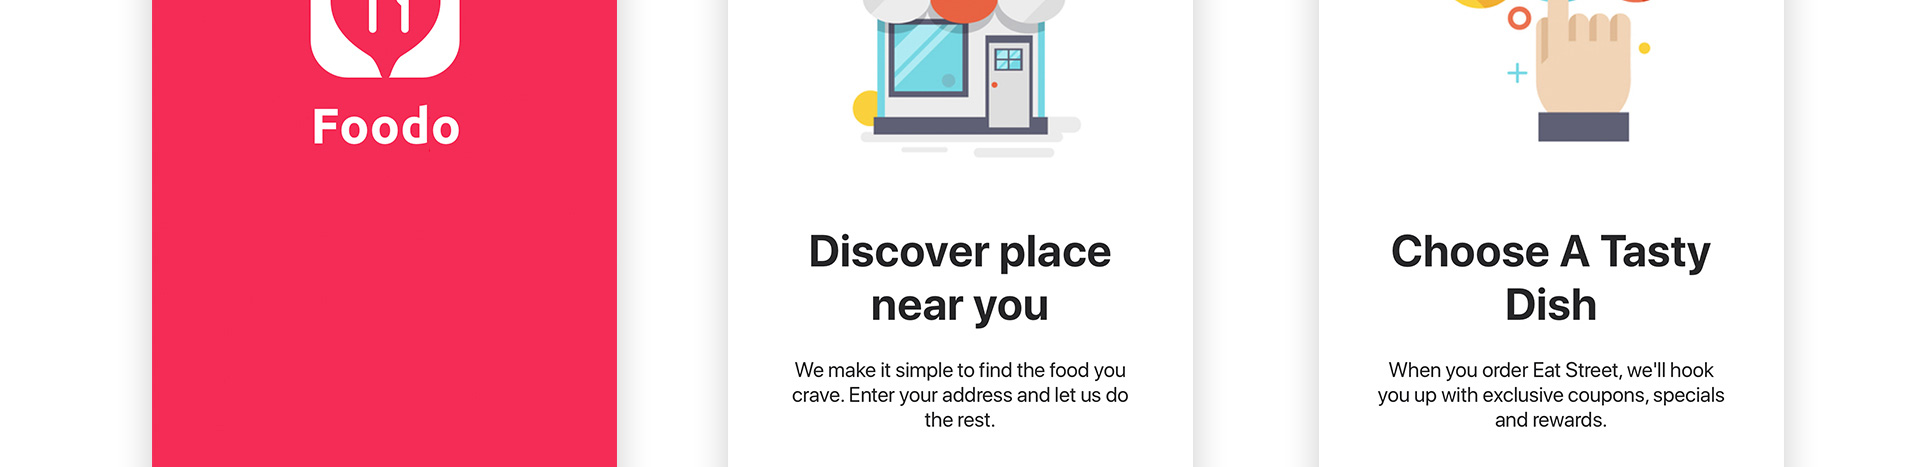 Foodo
Discover place
near you
We make it simple to find the food you
crave. Enter your address and let us do
the rest.
Choose A Tasty
Dish
When you order Eat Street, we'll hook
you up with exclusive coupons, specials
and rewards.